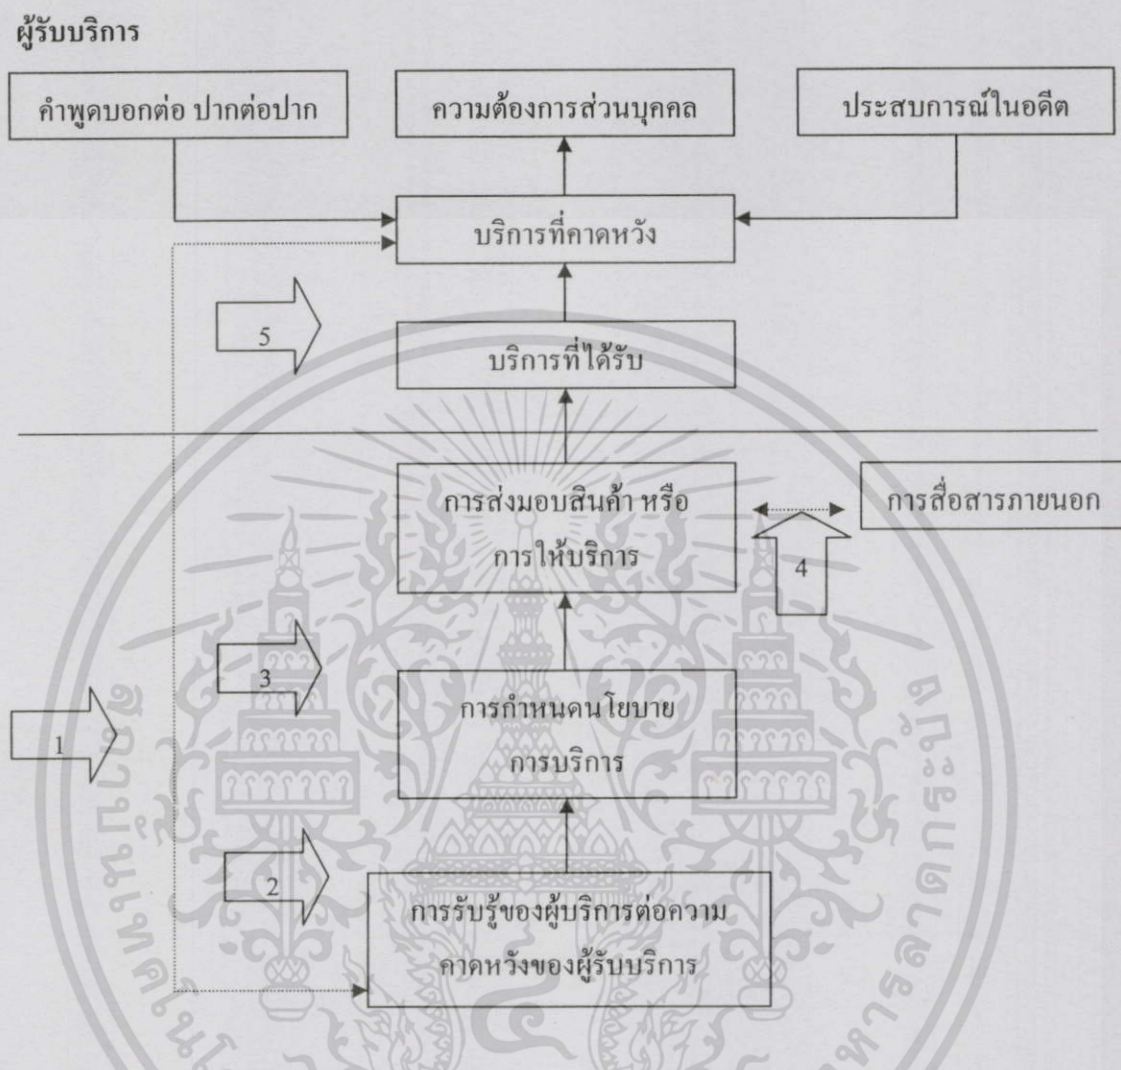 ผู้รับบริการ
คำพูดบอกต่อ ปากต่อปาก
ความต้องการส่วนบุคคล
ประสบการณ์ในอดีต
บริการที่คาดหวัง
5
บริการที่ได้รับ
การส่งมอบสินค้า หรือ
การให้บริการ
การสื่อสารภายนอก
4
3
การกำหนดนโยบาย
การบริการ
1
2
การรับรู้ของผู้บริการต่อความ
คาดหวังของผู้รับบริการ